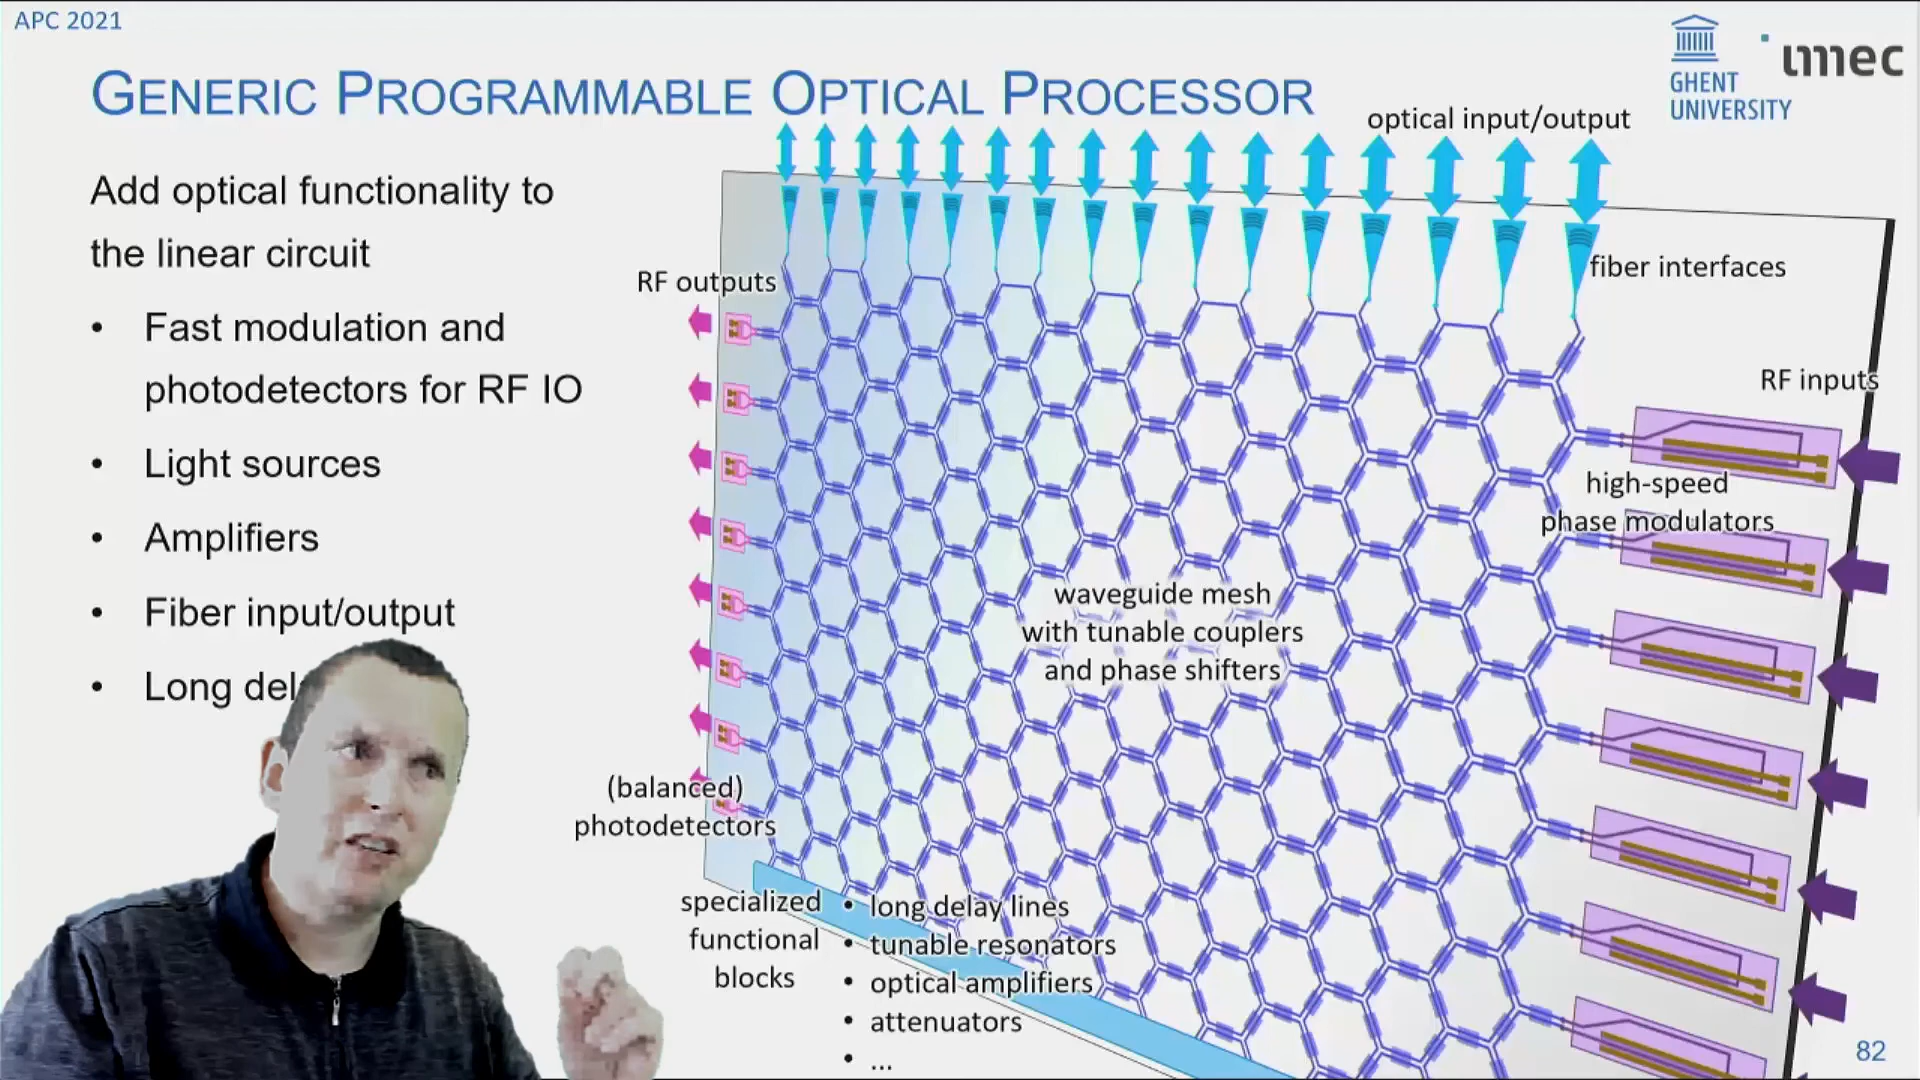 APC 2021
GENERIC PROGRAMMABLE OPTICAL PROCESSOR
GHENT
UNIVERSITY
imec
Add optical functionality to
the linear circuit
• Fast modulation and
photodetectors for RF IO
• Light sources
• Amplifiers
• Fiber input/output
• Long del
optical input/output
fiber interfaces
RF outputs
RF inputs
high-speed
phase modulators
waveguide mesh
with tunable couplers
and phase shifters
(balanced)
photodetectors
specialized
functional
blocks
• long delay lines
• tunable resonators
• optical amplifiers
• attenuators
• ...
82